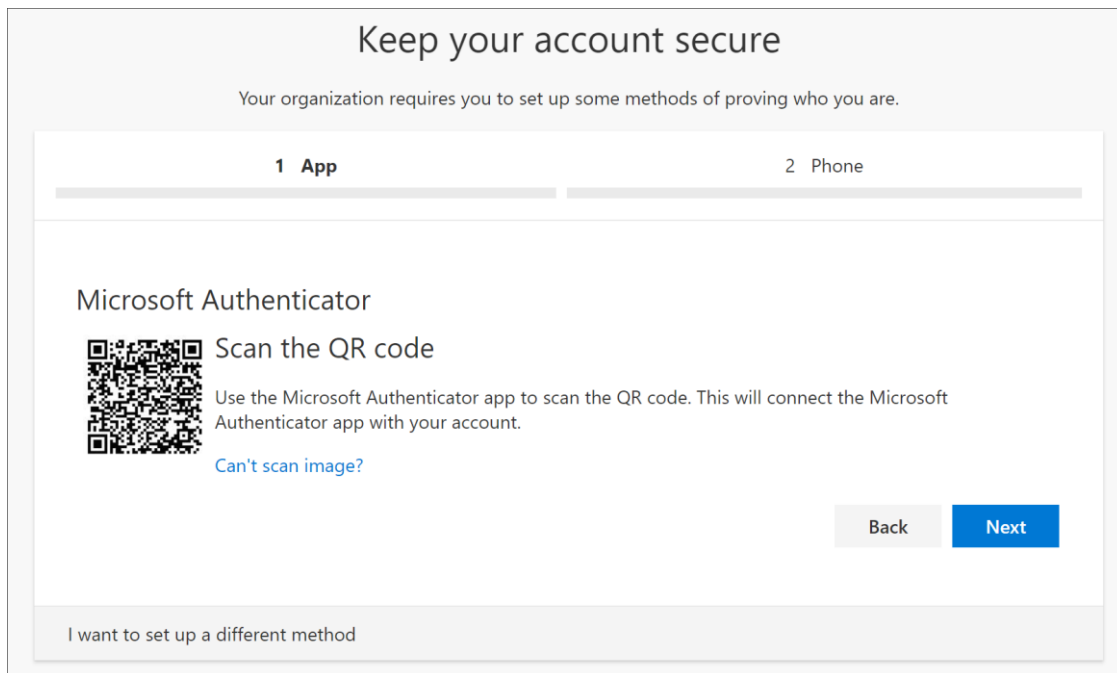 Keep your account secure
Your organization requires you to set up some methods of proving who you are.
1 App
2 Phone
Microsoft Authenticator
Scan the QR code
Use the Microsoft Authenticator app to scan the QR code. This will connect the Microsoft
Authenticator app with your account.
Can't scan image?
Back
Next
I want to set up a different method